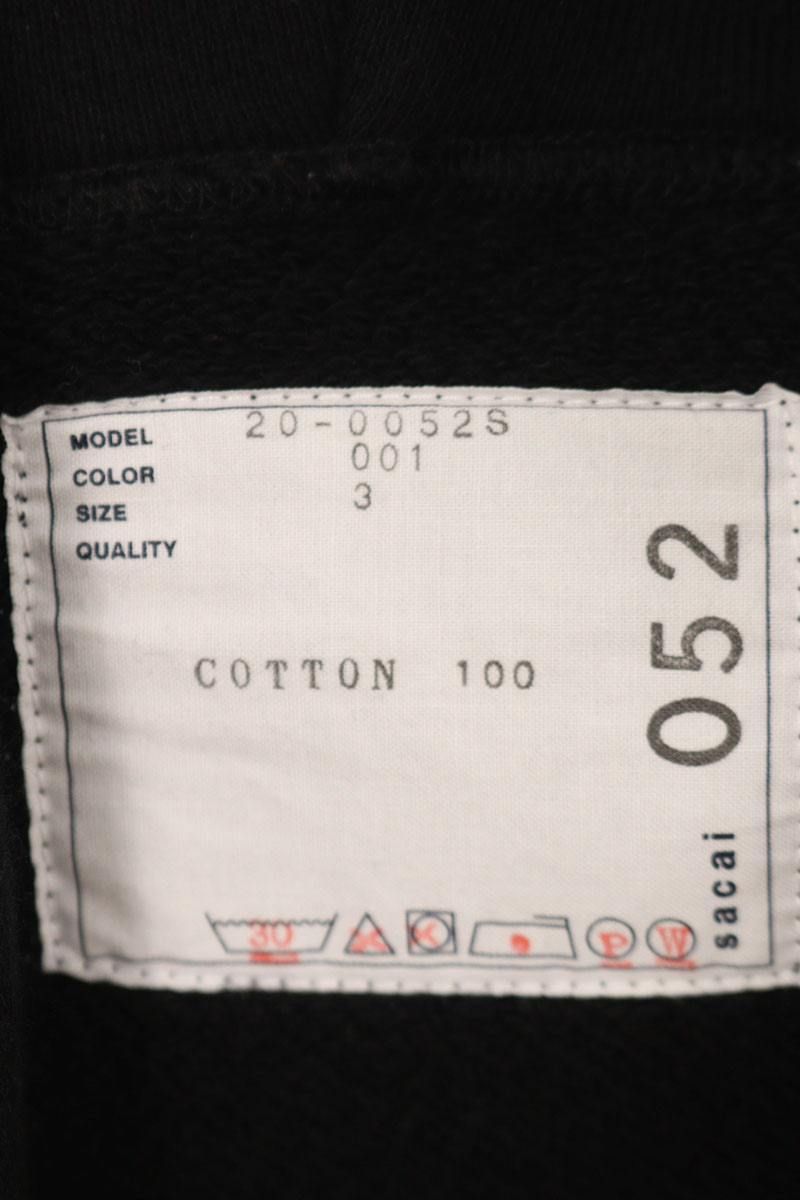 MODEL 20-0052S
COLOR 001
SIZE 3
QUALITY
COTTON 100
052
sacai
30
P
W